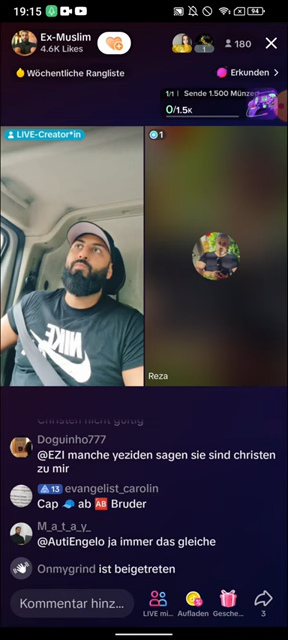 19:15
94
Ex-Muslim
4.6K Likes
180
Wöchentliche Rangliste
Erkunden >
1/1 | Sende 1.500 Münzen
0/1.5K
LIVE-Creator*in
1
NIKE
Reza
Christen nicht gültig
Doguinho777
@EZI manche yeziden sagen sie sind christen
zu mir
13 evangelist_carolin
Cap 🧢 ab 🆎 Bruder
M_a_t_a_y_
@AutiEngelo ja immer das gleiche
Onmygrind ist beigetreten
Kommentar hinz...
LIVE mi...
Aufladen
Gesche...
3